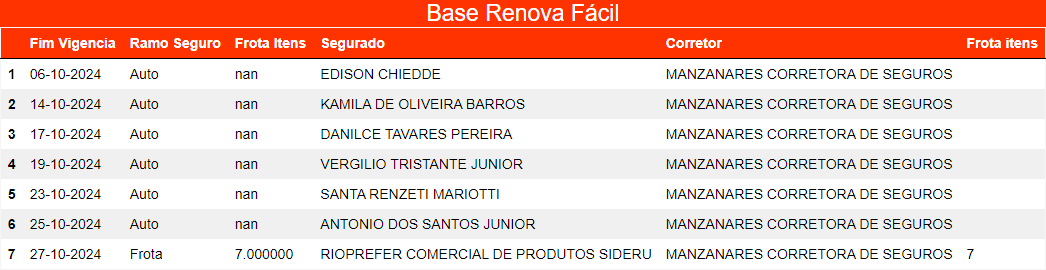 Base Renova Fácil
Fim Vigencia Ramo Seguro Frota Itens Segurado Corretor Frota itens
1 06-10-2024 Auto nan EDISON CHIEDDE MANZANARES CORRETORA DE SEGUROS
2 14-10-2024 Auto nan KAMILA DE OLIVEIRA BARROS MANZANARES CORRETORA DE SEGUROS
3 17-10-2024 Auto nan DANILCE TAVARES PEREIRA MANZANARES CORRETORA DE SEGUROS
4 19-10-2024 Auto nan VERGILIO TRISTANTE JUNIOR MANZANARES CORRETORA DE SEGUROS
5 23-10-2024 Auto nan SANTA RENZETI MARIOTTI MANZANARES CORRETORA DE SEGUROS
6 25-10-2024 Auto nan ANTONIO DOS SANTOS JUNIOR MANZANARES CORRETORA DE SEGUROS
7 27-10-2024 Frota 7.000000 RIOPREFER COMERCIAL DE PRODUTOS SIDERU MANZANARES CORRETORA DE SEGUROS 7